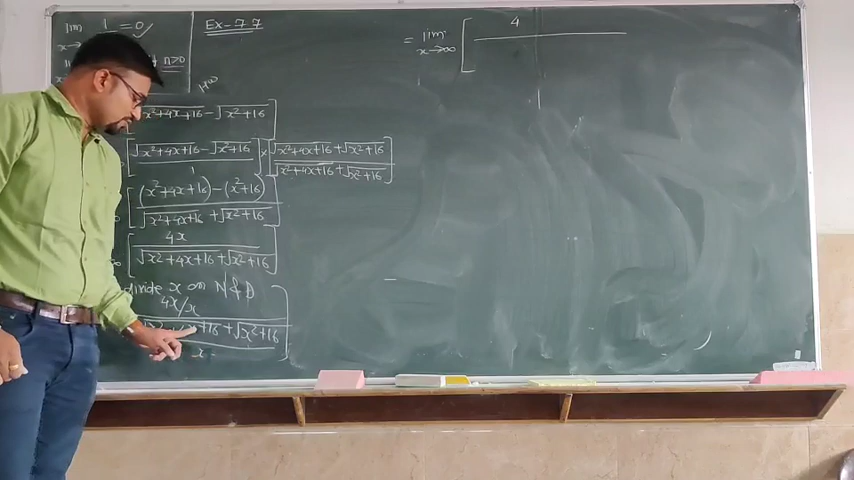 lim 1 = 0
x→
n>0
Ex-7.7
√x²+4x+16 - √x²+16 ]
[ √x²+4x+16 - √x²+16 / 1 ] × [ √x²+4x+16 + √x²+16 / √x²+4x+16 + √x²+16 ]
[ (x²+4x+16) - (x²+16) / √x²+4x+16 + √x²+16 ]
[ 4x / √x²+4x+16 + √x²+16 ]
divide x on N & D
4x/x
+16 + √x²+16 ]
x
= lim x→∞ [ 4